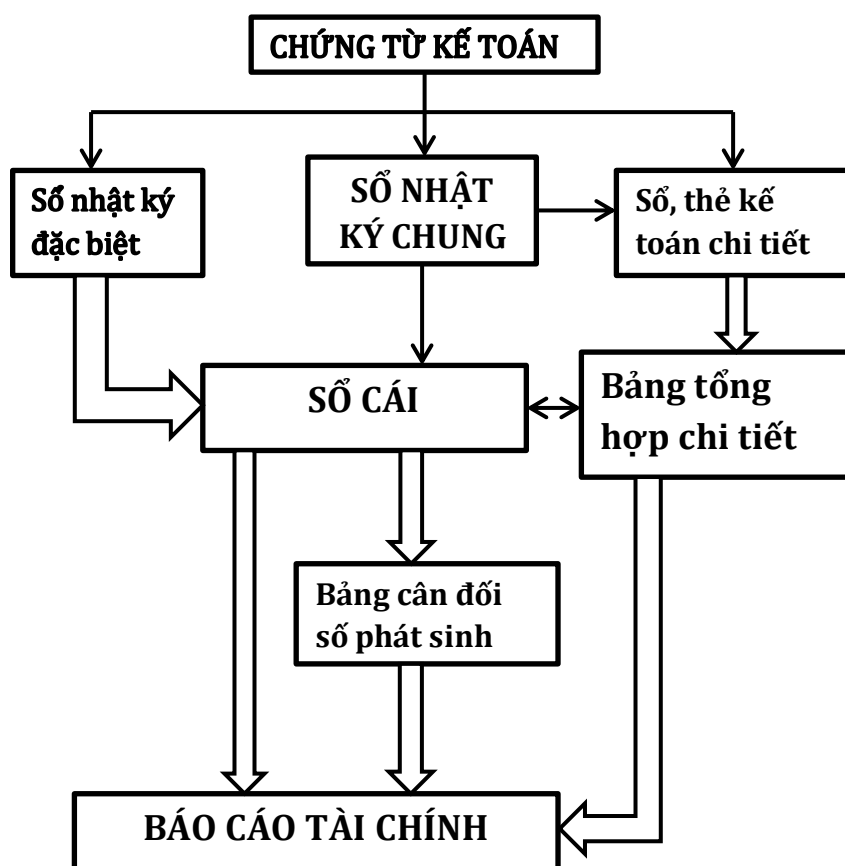 CHỨNG TỪ KẾ TOÁN
Sổ nhật ký
đặc biệt
SỔ NHẬT
KÝ CHUNG
Sổ, thẻ kế
toán chi tiết
SỔ CÁI
Bảng tổng
hợp chi tiết
Bảng cân đối
số phát sinh
BÁO CÁO TÀI CHÍNH